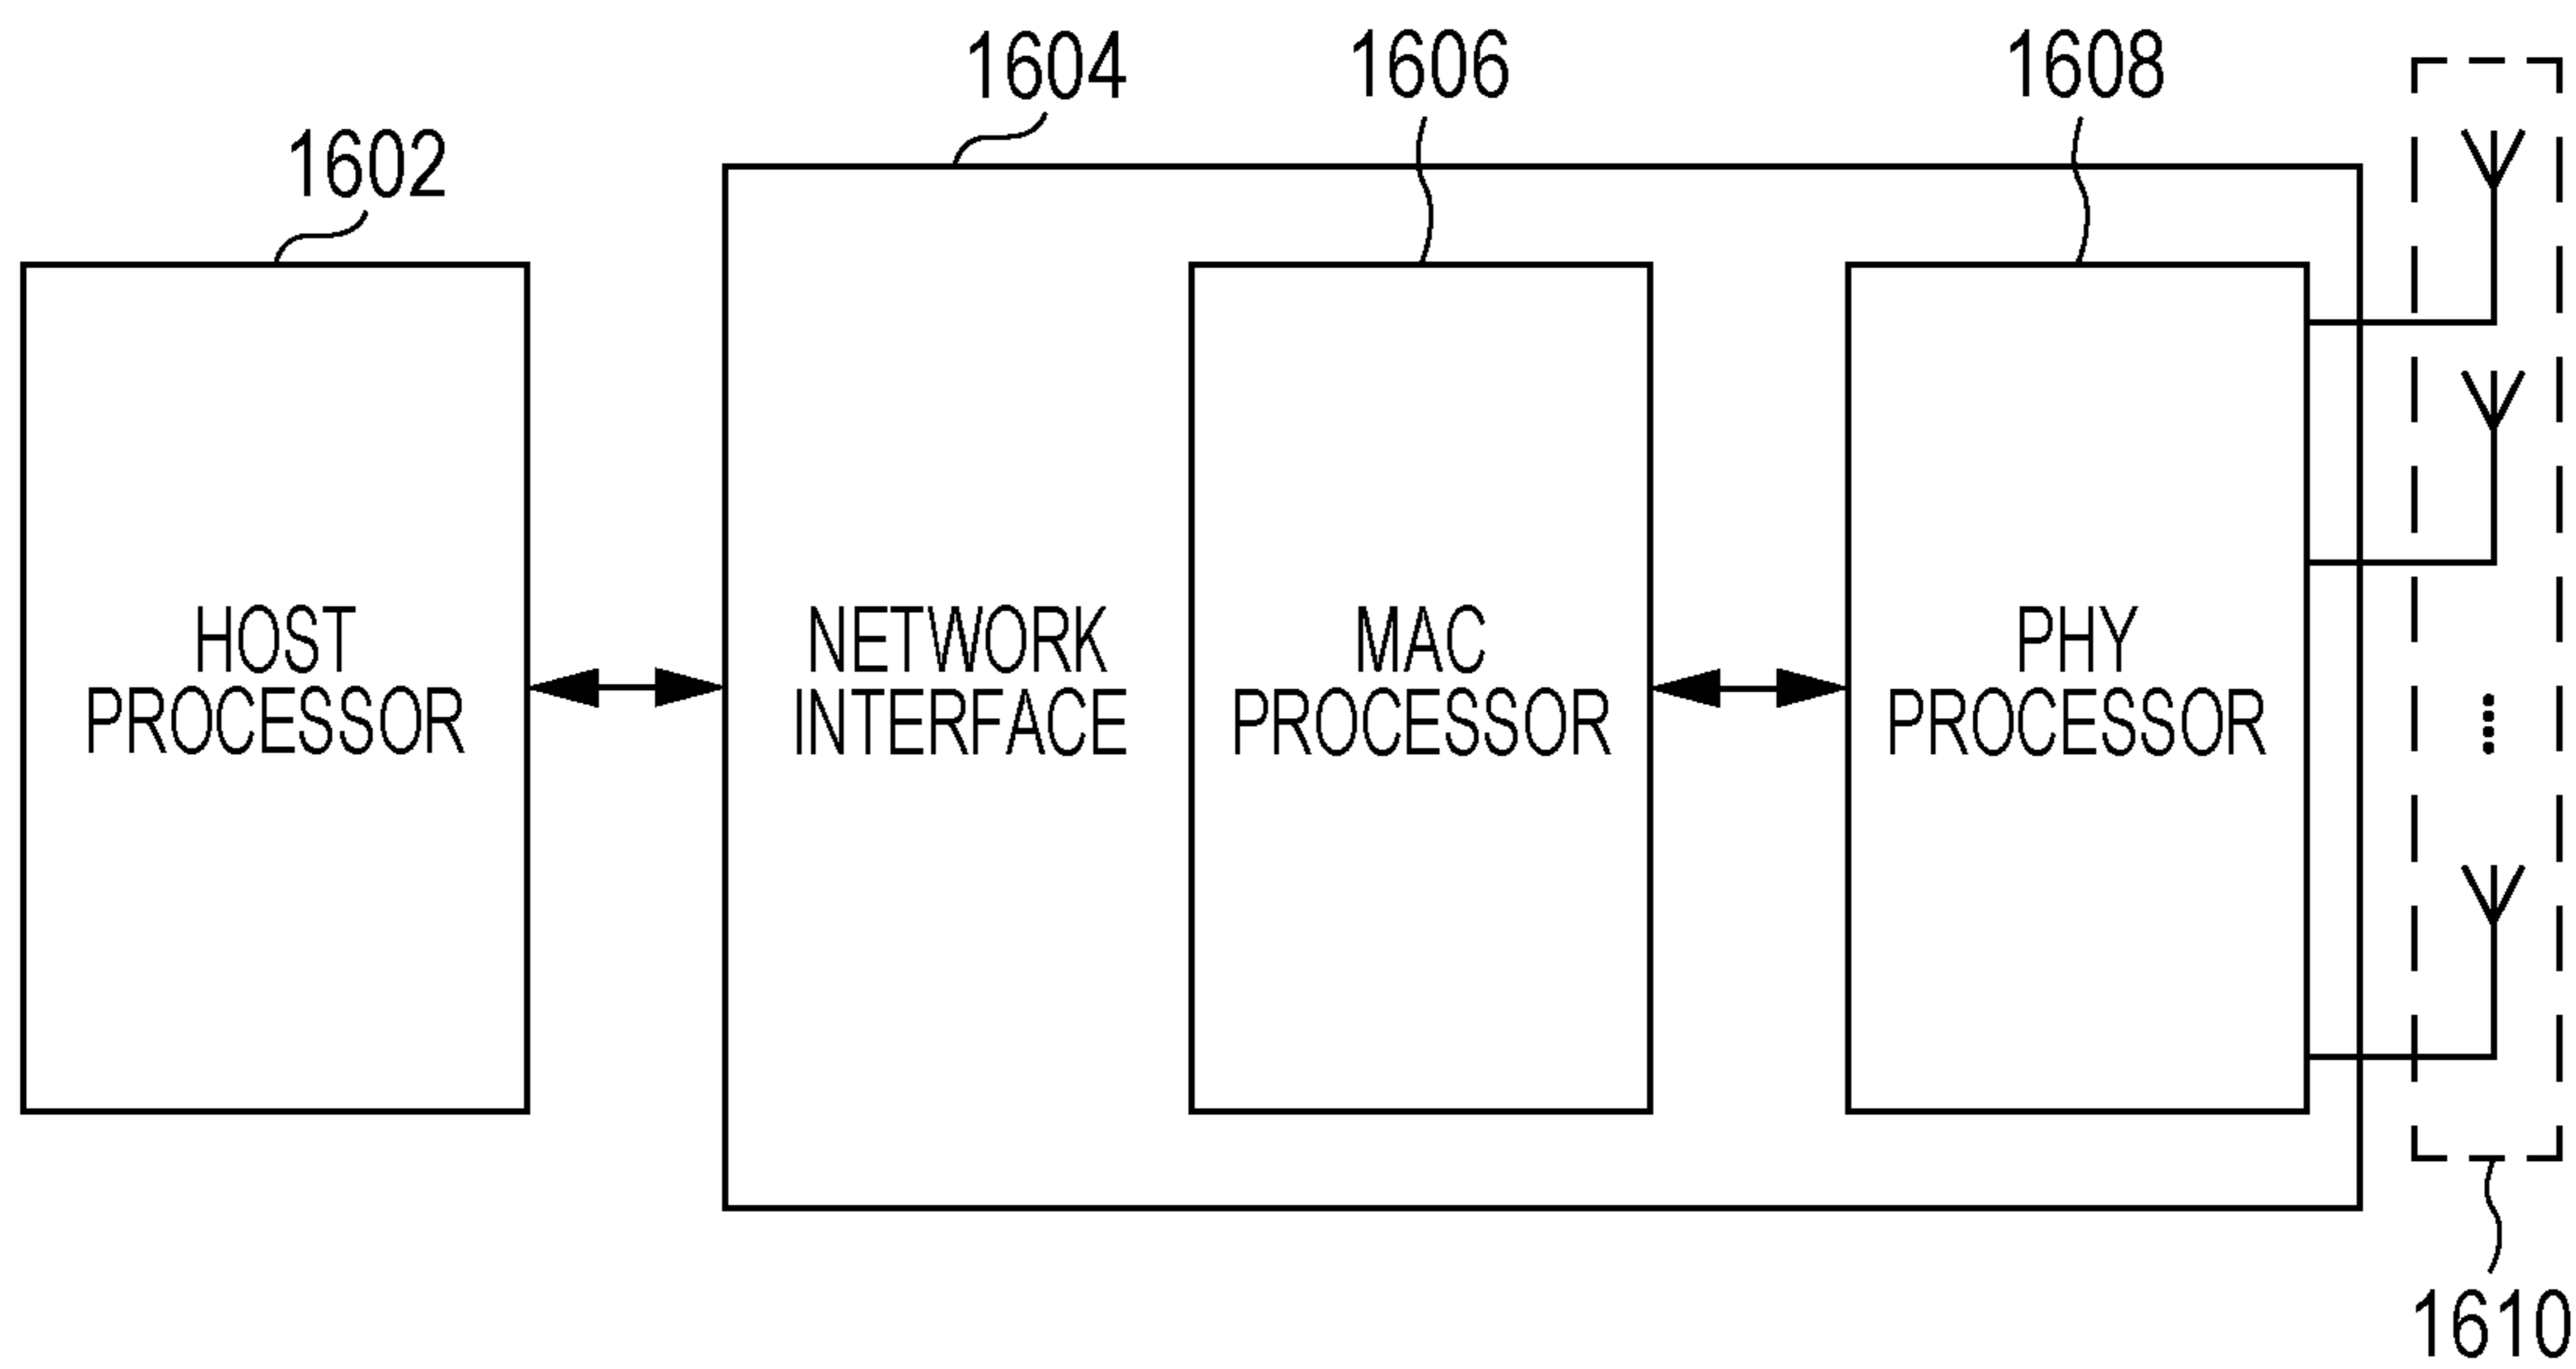 1604
1606
1608
1602
HOST
PROCESSOR
NETWORK
INTERFACE
MAC
PROCESSOR
PHY
PROCESSOR
1610